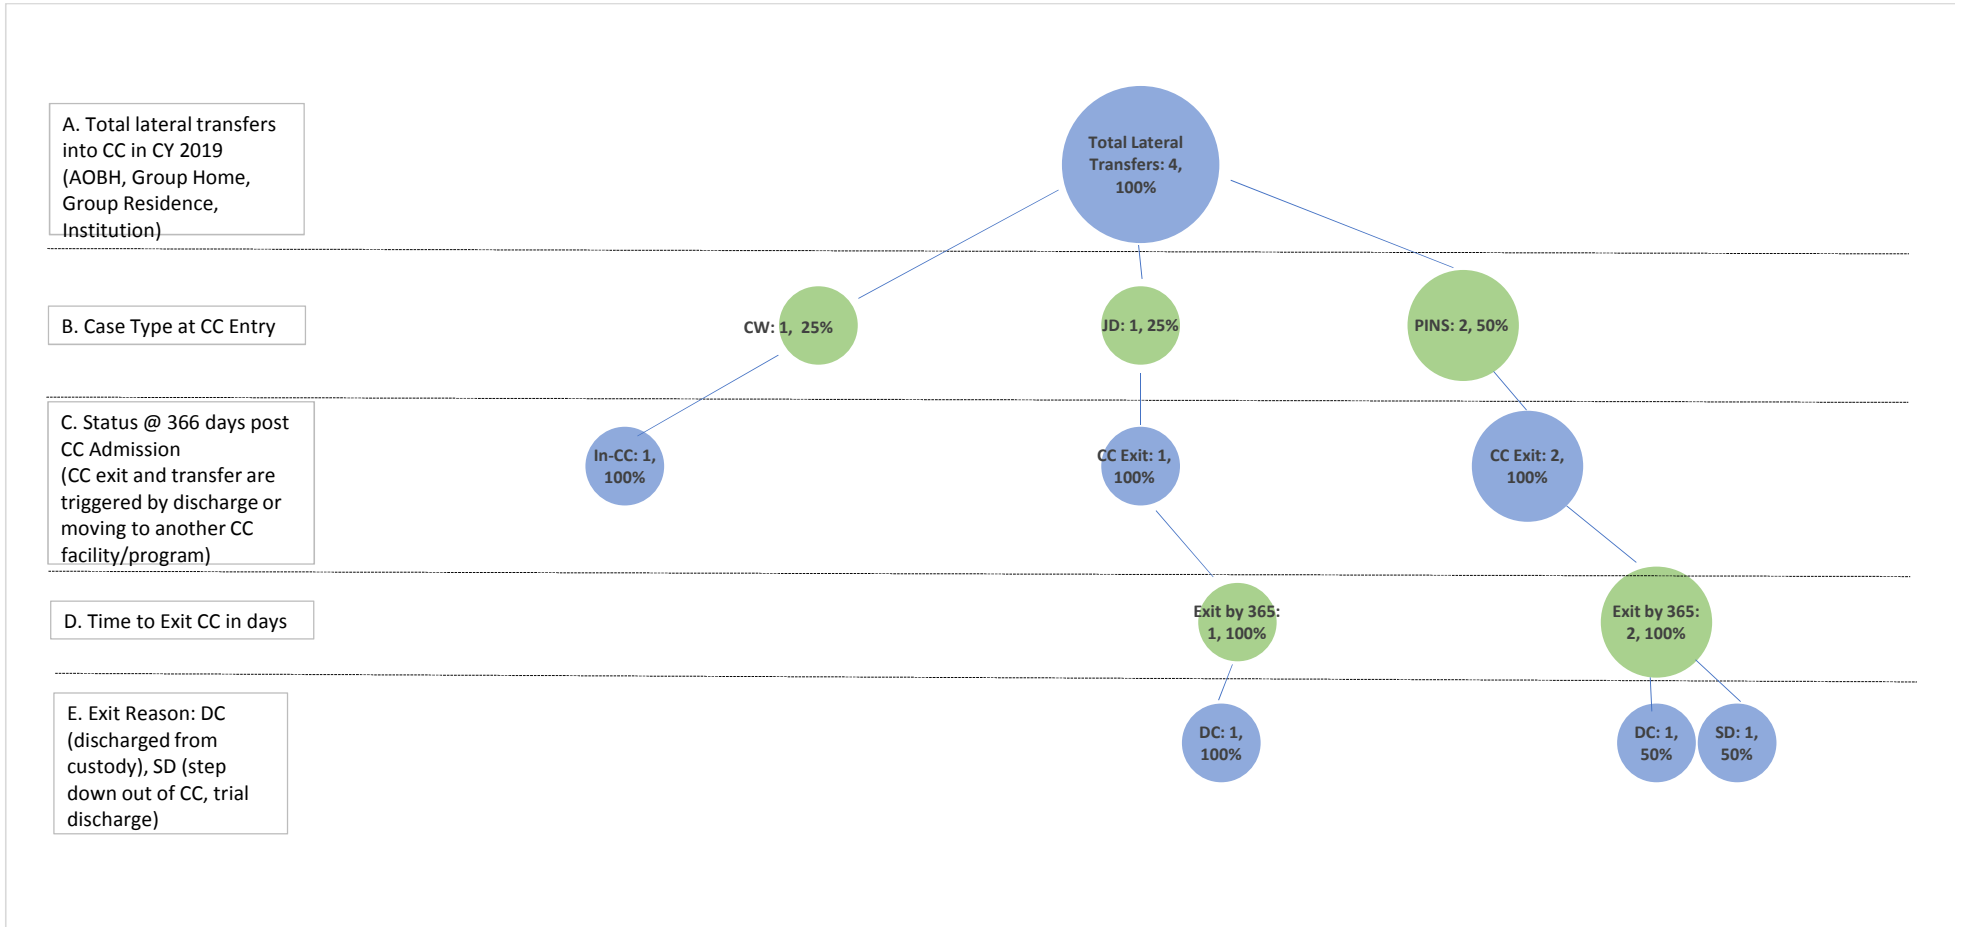 A. Total lateral transfers
into CC in CY 2019
(AOBH, Group Home,
Group Residence,
Institution)
Total Lateral
Transfers: 4,
100%
B. Case Type at CC Entry
CW: 1,  25%
JD: 1, 25%
PINS: 2, 50%
C. Status @ 366 days post
CC Admission
(CC exit and transfer are
triggered by discharge or
moving to another CC
facility/program)
In-CC: 1,
100%
CC Exit: 1,
100%
CC Exit: 2,
100%
D. Time to Exit CC in days
Exit by 365:
1, 100%
Exit by 365:
2, 100%
E. Exit Reason: DC
(discharged from
custody), SD (step
down out of CC, trial
discharge)
DC: 1,
100%
DC: 1,
50%
SD: 1,
50%